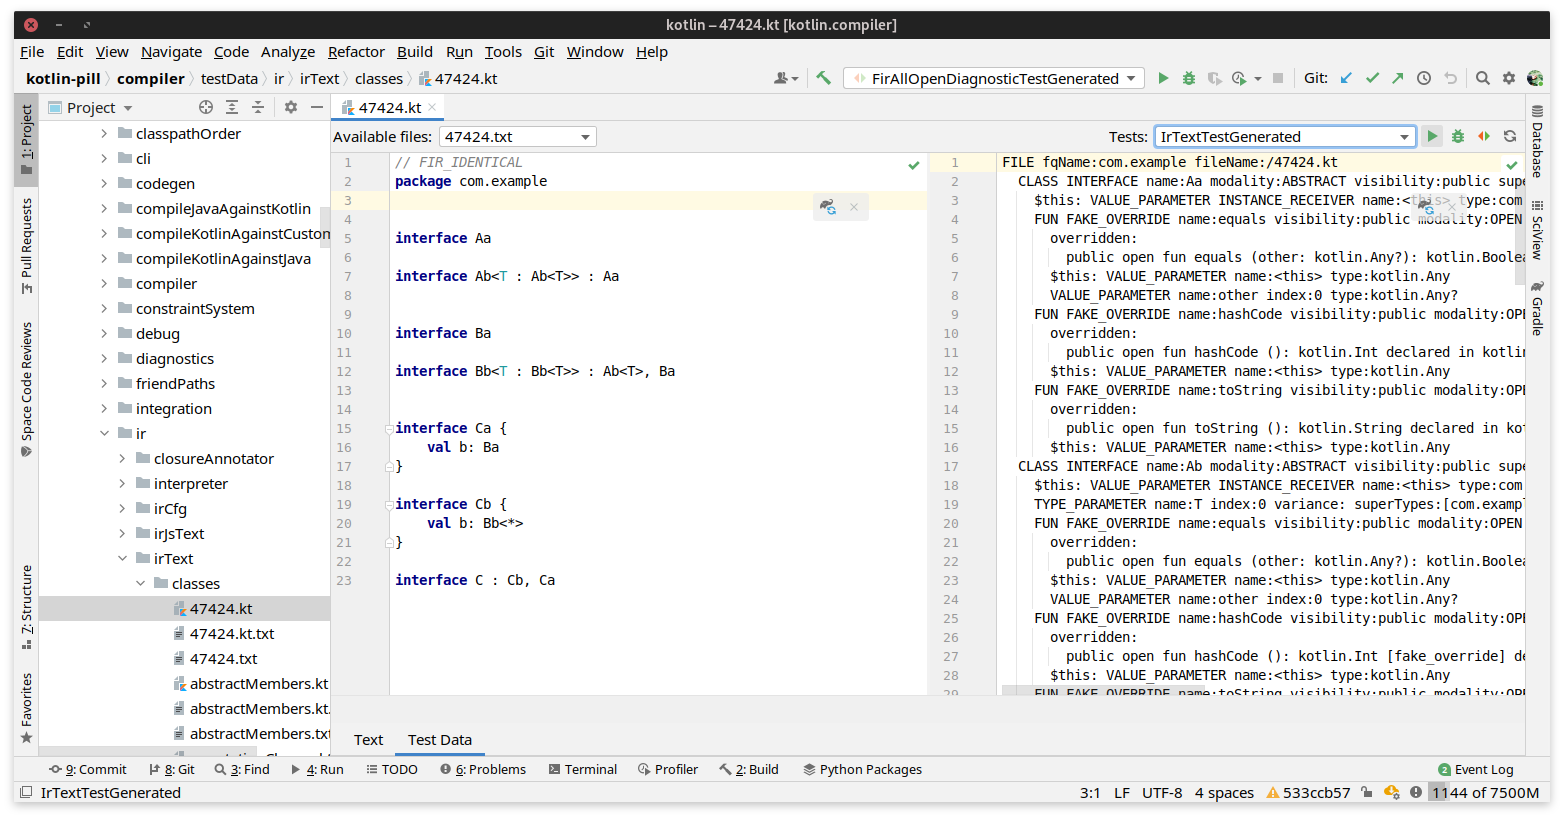 kotlin – 47424.kt [kotlin.compiler]
File Edit View Navigate Code Analyze Refactor Build Run Tools Git Window Help
kotlin-pill compiler testData ir irText classes 47424.kt
FirAllOpenDiagnosticTestGenerated
Git:
1: Project
Pull Requests
Space Code Reviews
7: Structure
Favorites
Project
classpathOrder
cli
codegen
compileJavaAgainstKotlin
compileKotlinAgainstCustom
compileKotlinAgainstJava
compiler
constraintSystem
debug
diagnostics
friendPaths
integration
ir
closureAnnotator
interpreter
irCfg
irJsText
irText
classes
47424.kt
47424.kt.txt
47424.txt
abstractMembers.kt
abstractMembers.kt.
abstractMembers.txt
47424.kt
Available files: 47424.txt
Tests: IrTextTestGenerated
1 // FIR_IDENTICAL
2 package com.example
3
4
5 interface Aa
6
7 interface Ab<T : Ab<T>> : Aa
8
9
10 interface Ba
11
12 interface Bb<T : Bb<T>> : Ab<T>, Ba
13
14
15 interface Ca {
16 val b: Ba
17 }
18
19 interface Cb {
20 val b: Bb<*>
21 }
22
23 interface C : Cb, Ca
1 FILE fqName:com.example fileName:/47424.kt
2 CLASS INTERFACE name:Aa modality:ABSTRACT visibility:public supe
3 $this: VALUE_PARAMETER INSTANCE_RECEIVER name:<this> type:com
4 FUN FAKE_OVERRIDE name:equals visibility:public modality:OPEN
5 overridden:
6 public open fun equals (other: kotlin.Any?): kotlin.Boolea
7 $this: VALUE_PARAMETER name:<this> type:kotlin.Any
8 VALUE_PARAMETER name:other index:0 type:kotlin.Any?
9 FUN FAKE_OVERRIDE name:hashCode visibility:public modality:OPE
10 overridden:
11 public open fun hashCode (): kotlin.Int declared in kotlin
12 $this: VALUE_PARAMETER name:<this> type:kotlin.Any
13 FUN FAKE_OVERRIDE name:toString visibility:public modality:OPE
14 overridden:
15 public open fun toString (): kotlin.String declared in kot
16 $this: VALUE_PARAMETER name:<this> type:kotlin.Any
17 CLASS INTERFACE name:Ab modality:ABSTRACT visibility:public supe
18 $this: VALUE_PARAMETER INSTANCE_RECEIVER name:<this> type:com
19 TYPE_PARAMETER name:T index:0 variance: superTypes:[com.exampl
20 FUN FAKE_OVERRIDE name:equals visibility:public modality:OPEN
21 overridden:
22 public open fun equals (other: kotlin.Any?): kotlin.Boolea
23 $this: VALUE_PARAMETER name:<this> type:kotlin.Any
24 VALUE_PARAMETER name:other index:0 type:kotlin.Any?
25 FUN FAKE_OVERRIDE name:hashCode visibility:public modality:OPE
26 overridden:
27 public open fun hashCode (): kotlin.Int [fake_override] de
28 $this: VALUE_PARAMETER name:<this> type:kotlin.Any
29 FUN FAKE_OVERRIDE name:toString visibility:public modality:OPE
Database
SciView
Gradle
Text Test Data
9: Commit 8: Git 3: Find 4: Run TODO 6: Problems Terminal Profiler 2: Build Python Packages 2 Event Log
IrTextTestGenerated 3:1 LF UTF-8 4 spaces 533ccb57 1144 of 7500M